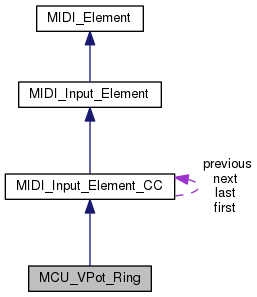 MIDI_Element
MIDI_Input_Element
previous
next
last
first
MIDI_Input_Element_CC
MCU_VPot_Ring